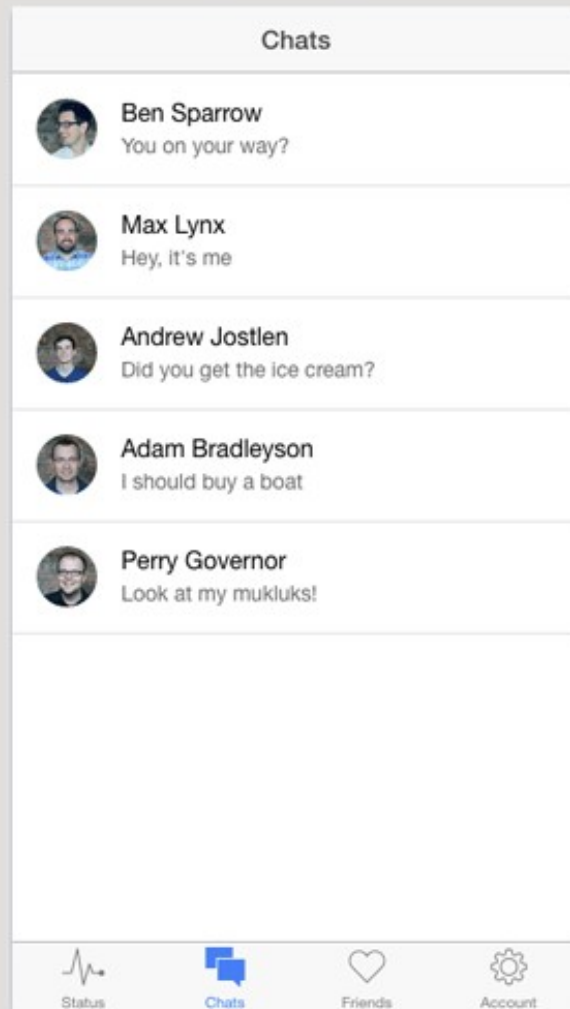 Chats
Ben Sparrow
You on your way?
Max Lynx
Hey, it's me
Andrew Jostlen
Did you get the ice cream?
Adam Bradleyson
I should buy a boat
Perry Governor
Look at my mukluks!
Status
Chats
Friends
Account